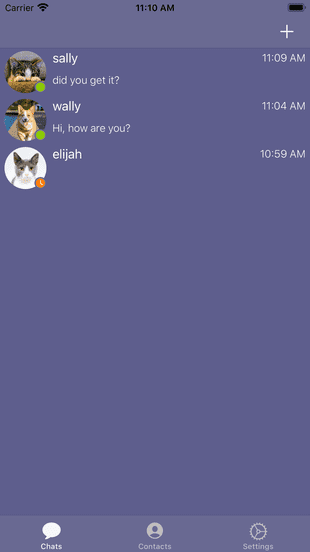 Carrier 11:10 AM
sally 11:09 AM
did you get it?
wally 11:04 AM
Hi, how are you?
elijah 10:59 AM
Chats Contacts Settings